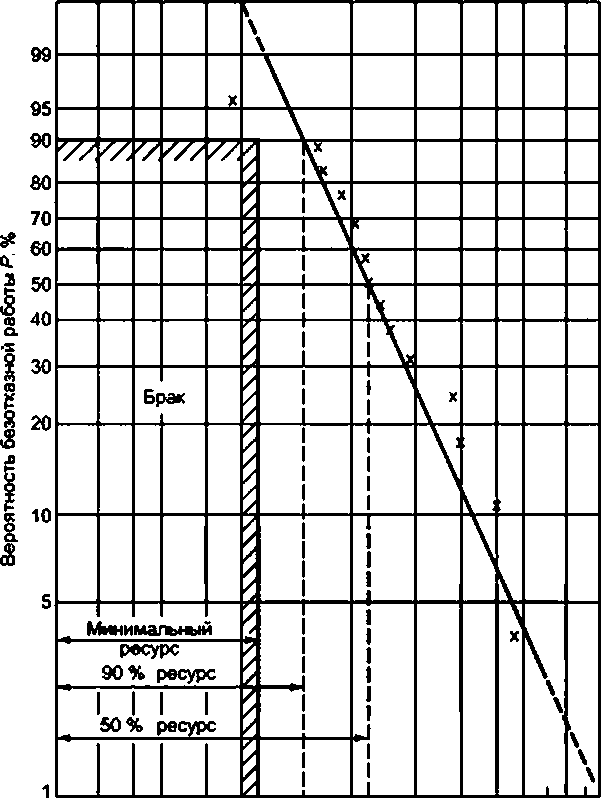 99
95
90
80
70
60
50
40
30
20
10
5
1
Вероятность безотказной работы P, %
Брак
Минимальный
ресурс
90 % ресурс
50 % ресурс